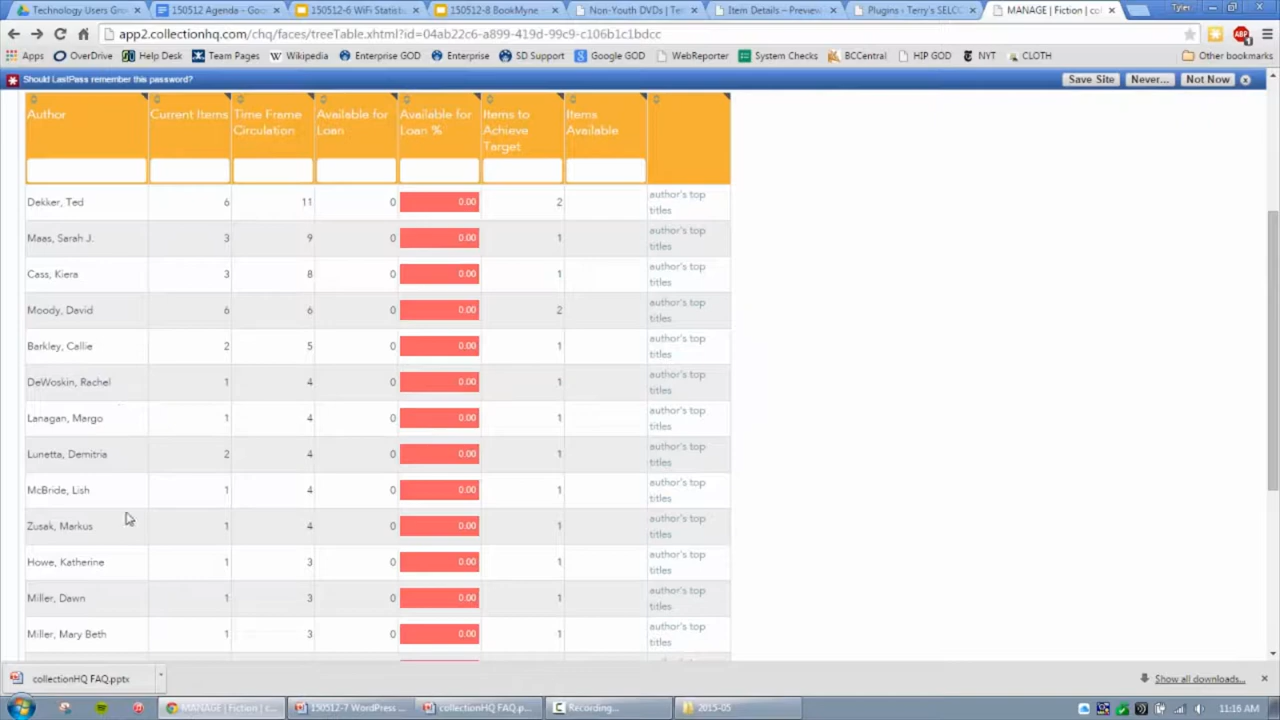 Technology Users Gro
150512 Agenda - Goo
150512-6 WiFi Statist
150512-8 BookMyne
Non-Youth DVDs | Te
Item Details – Preview
Plugins ‹ Terry's SELCO
MANAGE | Fiction | co
Tyler
app2.collectionhq.com/chq/faces/treeTable.xhtml?id=04ab22c6-a899-419d-99c9-c106b1c1bdcc
Apps OverDrive Help Desk Team Pages Wikipedia Enterprise GOD Enterprise SD Support Google GOD WebReporter System Checks BCCentral HIP GOD NYT CLOTH Other bookmarks
Should LastPass remember this password? Save Site Never... Not Now
Author Current Items Time Frame Circulation Available for Loan Available for Loan % Items to Achieve Target Items Available
Dekker, Ted 6 11 0 0.00 2 author's top titles
Maas, Sarah J. 3 9 0 0.00 1 author's top titles
Cass, Kiera 3 8 0 0.00 1 author's top titles
Moody, David 6 6 0 0.00 2 author's top titles
Barkley, Callie 2 5 0 0.00 1 author's top titles
DeWoskin, Rachel 1 4 0 0.00 1 author's top titles
Lanagan, Margo 1 4 0 0.00 1 author's top titles
Lunetta, Demitria 2 4 0 0.00 1 author's top titles
McBride, Lish 1 4 0 0.00 1 author's top titles
Zusak, Markus 1 4 0 0.00 1 author's top titles
Howe, Katherine 1 3 0 0.00 1 author's top titles
Miller, Dawn 1 3 0 0.00 1 author's top titles
Miller, Mary Beth 1 3 0 0.00 1 author's top titles
collectionHQ FAQ.pptx
Show all downloads...
MANAGE | Fiction | c...
150512-7 WordPress ...
collectionHQ FAQ.p...
Recording...
2015-05
11:16 AM